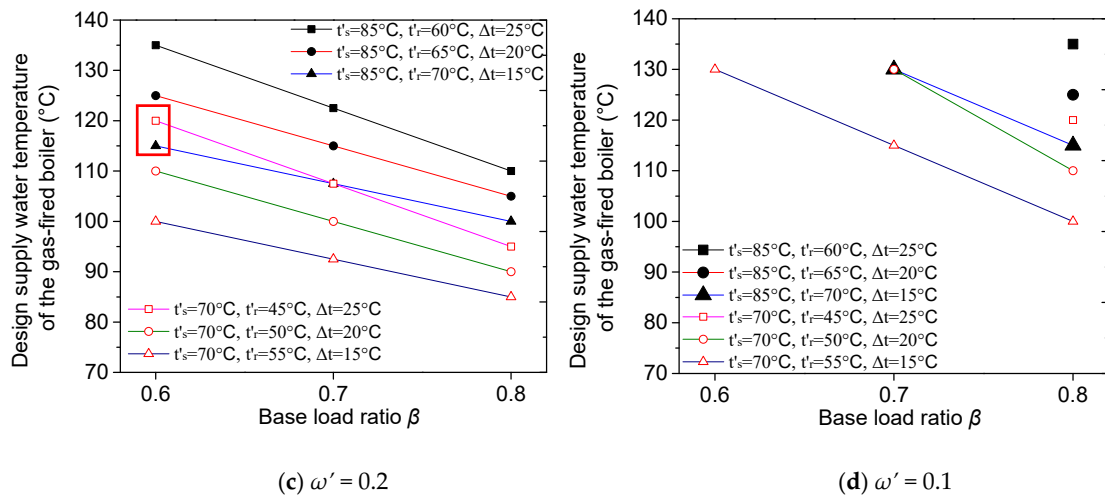 140
130
120
110
100
90
80
70
0.6
0.7
0.8
Design supply water temperature
of the gas-fired boiler (°C)
Base load ratio β
t's=85°C, t'r=60°C, Δt=25°C
t's=85°C, t'r=65°C, Δt=20°C
t's=85°C, t'r=70°C, Δt=15°C
t's=70°C, t'r=45°C, Δt=25°C
t's=70°C, t'r=50°C, Δt=20°C
t's=70°C, t'r=55°C, Δt=15°C
(c) ω′ = 0.2
140
130
120
110
100
90
80
70
0.6
0.7
0.8
Design supply water temperature
of the gas-fired boiler (°C)
Base load ratio β
t's=85°C, t'r=60°C, Δt=25°C
t's=85°C, t'r=65°C, Δt=20°C
t's=85°C, t'r=70°C, Δt=15°C
t's=70°C, t'r=45°C, Δt=25°C
t's=70°C, t'r=50°C, Δt=20°C
t's=70°C, t'r=55°C, Δt=15°C
(d) ω′ = 0.1